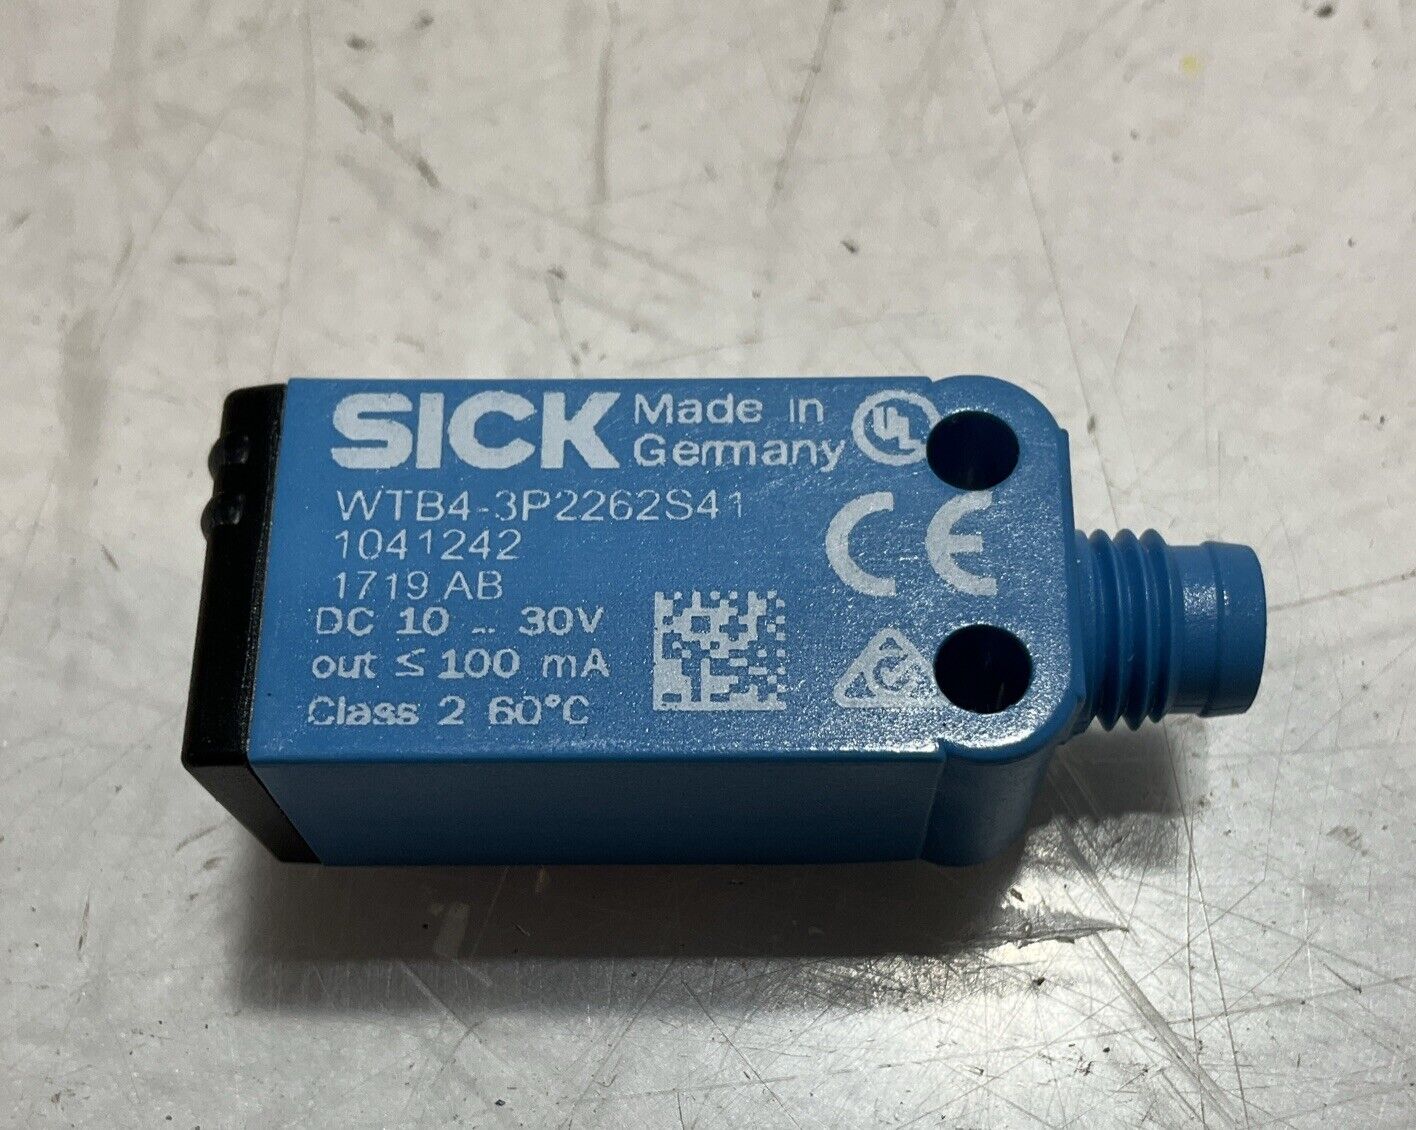 SICK Made in Germany
UL
WTB4-3P2262S41
1041242
1719 AB
CE
DC 10 ... 30V
out ≤ 100 mA
Class 2 60°C